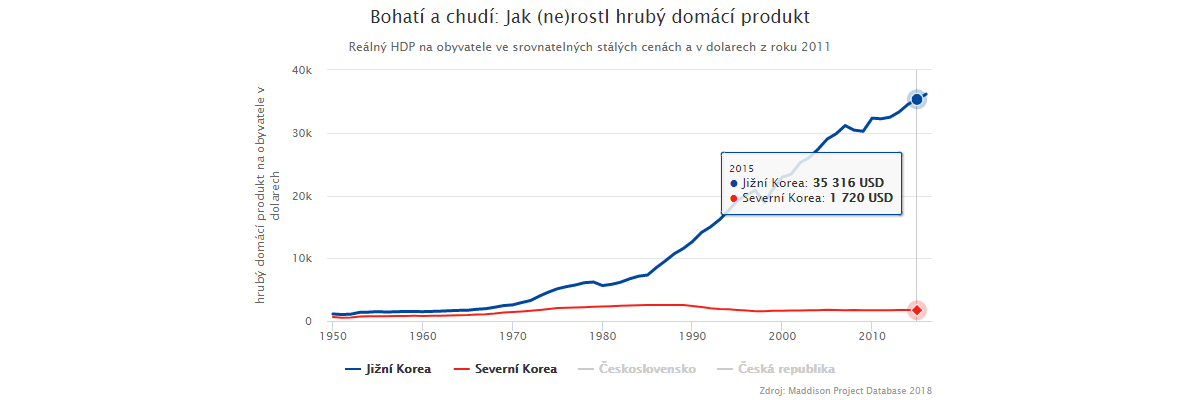 Bohatí a chudí: Jak (ne)rostl hrubý domácí produkt
Reálný HDP na obyvatele ve srovnatelných stálých cenách a v dolarech z roku 2011
hrubý domácí produkt na obyvatele v
dolarech
40k
30k
20k
10k
0
2015
Jižní Korea: 35 316 USD
Severní Korea: 1 720 USD
1950 1960 1970 1980 1990 2000 2010
Jižní Korea Severní Korea Československo Česká republika
Zdroj: Maddison Project Database 2018